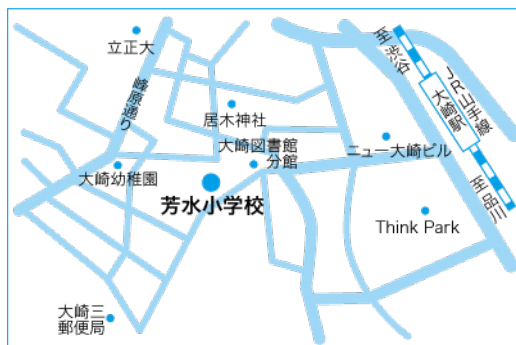 立正大
峰原通り
居木神社
大崎図書館
分館
大崎幼稚園
芳水小学校
大崎三
郵便局
至渋谷
JR山手線
大崎駅
ニュー大崎ビル
至品川
Think Park